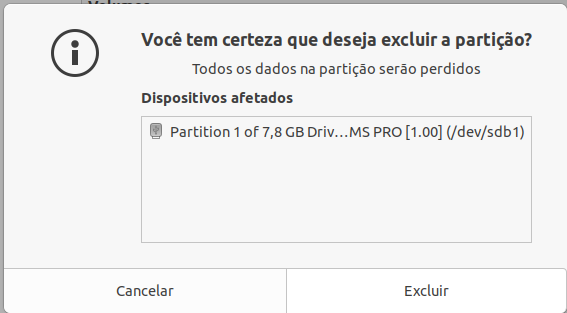 Volumes
Você tem certeza que deseja excluir a partição?
Todos os dados na partição serão perdidos
Dispositivos afetados
Partition 1 of 7,8 GB Driv…MS PRO [1.00] (/dev/sdb1)
Cancelar
Excluir